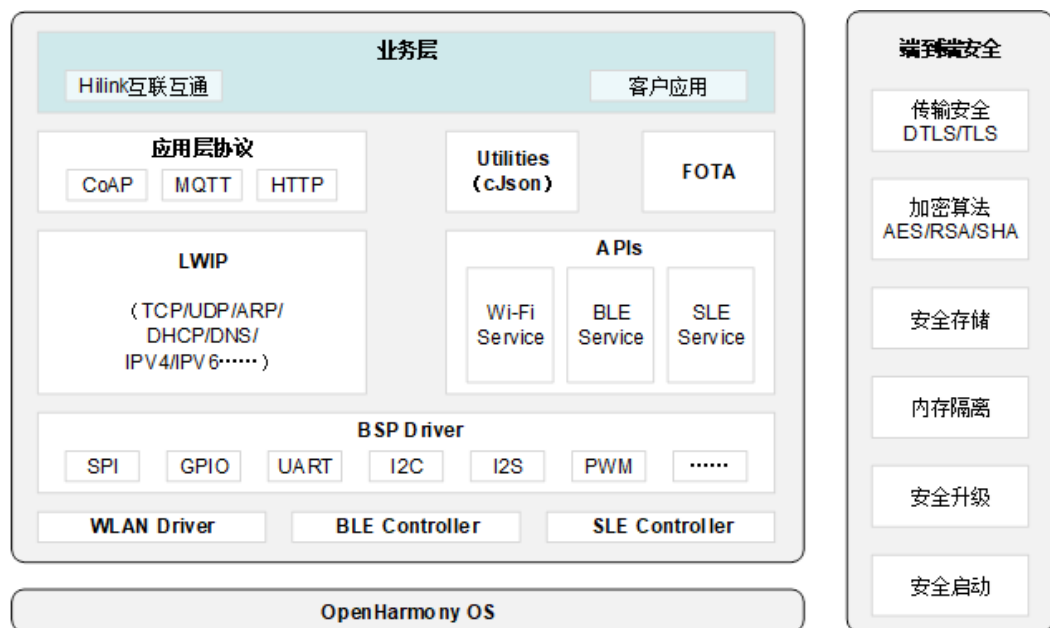 业务层
Hilink互联互通
客户应用
应用层协议
CoAP
MQTT
HTTP
Utilities
(cJson)
FOTA
LWIP
(TCP/UDP/ARP/
DHCP/DNS/
IPV4/IPV6……)
APIs
Wi-Fi
Service
BLE
Service
SLE
Service
BSP Driver
SPI
GPIO
UART
I2C
I2S
PWM
……
WLAN Driver
BLE Controller
SLE Controller
OpenHarmony OS
端到端安全
传输安全
DTLS/TLS
加密算法
AES/RSA/SHA
安全存储
内存隔离
安全升级
安全启动